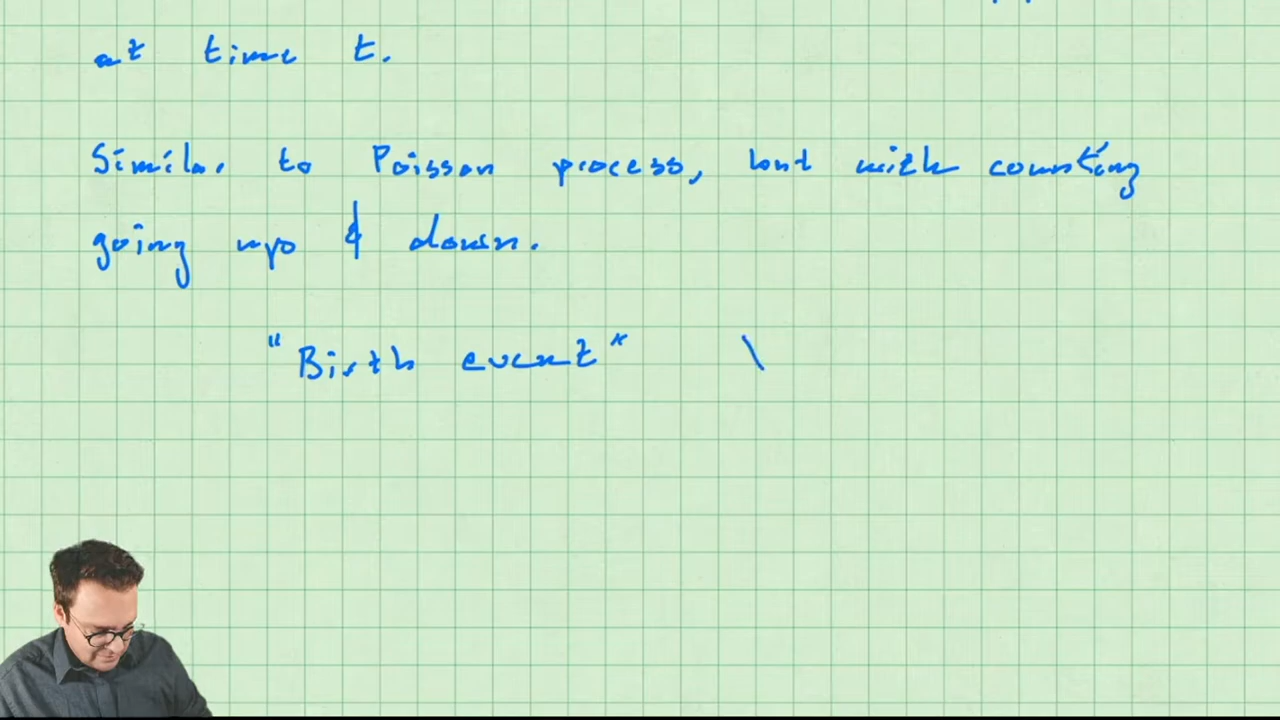 at time t.
Similar to Poisson process, but with counting
going up & down.
"Birth event"